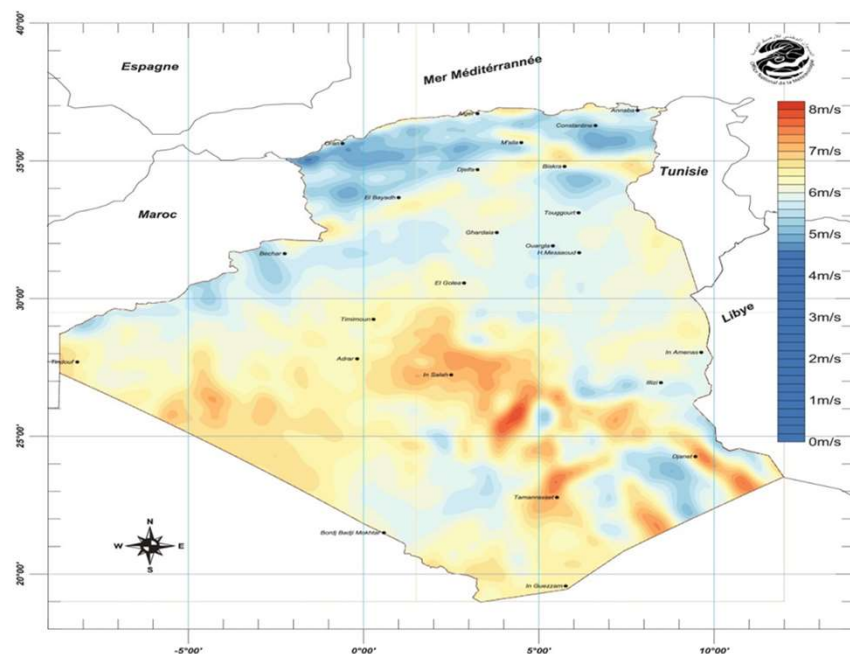 40°00'
Espagne
Mer Méditérrannée
Alger
Annaba
Constantine
Oran
M'sila
35°00'
Biskra
Djelfa
Tunisie
El Bayadh
Maroc
Touggourt
Ghardaia
Ouargla
H.Messaoud
Bechar
El Golea
30°00'
Libye
Timimoun
In Amenas
Tindouf
Adrar
In Salah
Illizi
25°00'
Djanet
Tamanrasset
Bordj Badji Mokhtar
N
W E
S
In Guezzam
20°00'
-5°00' 0°00' 5°00' 10°00'
8m/s
7m/s
6m/s
5m/s
4m/s
3m/s
2m/s
1m/s
0m/s